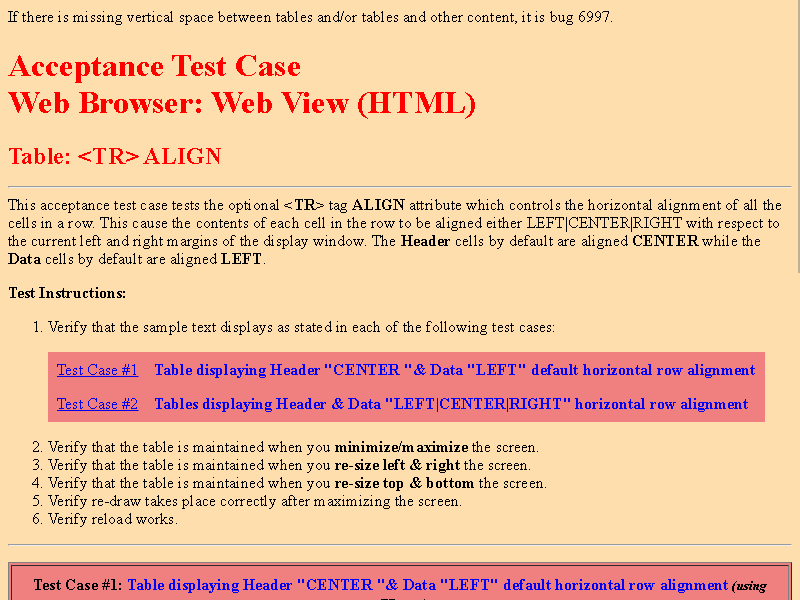 If there is missing vertical space between tables and/or tables and other content, it is bug 6997.
Acceptance Test Case
Web Browser: Web View (HTML)
Table: <TR> ALIGN
This acceptance test case tests the optional <TR> tag ALIGN attribute which controls the horizontal alignment of all the
cells in a row. This cause the contents of each cell in the row to be aligned either LEFT|CENTER|RIGHT with respect to
the current left and right margins of the display window. The Header cells by default are aligned CENTER while the
Data cells by default are aligned LEFT.
Test Instructions:
1. Verify that the sample text displays as stated in each of the following test cases:
Test Case #1 Table displaying Header "CENTER "& Data "LEFT" default horizontal row alignment
Test Case #2 Tables displaying Header & Data "LEFT|CENTER|RIGHT" horizontal row alignment
2. Verify that the table is maintained when you minimize/maximize the screen.
3. Verify that the table is maintained when you re-size left & right the screen.
4. Verify that the table is maintained when you re-size top & bottom the screen.
5. Verify re-draw takes place correctly after maximizing the screen.
6. Verify reload works.
Test Case #1: Table displaying Header "CENTER "& Data "LEFT" default horizontal row alignment (using